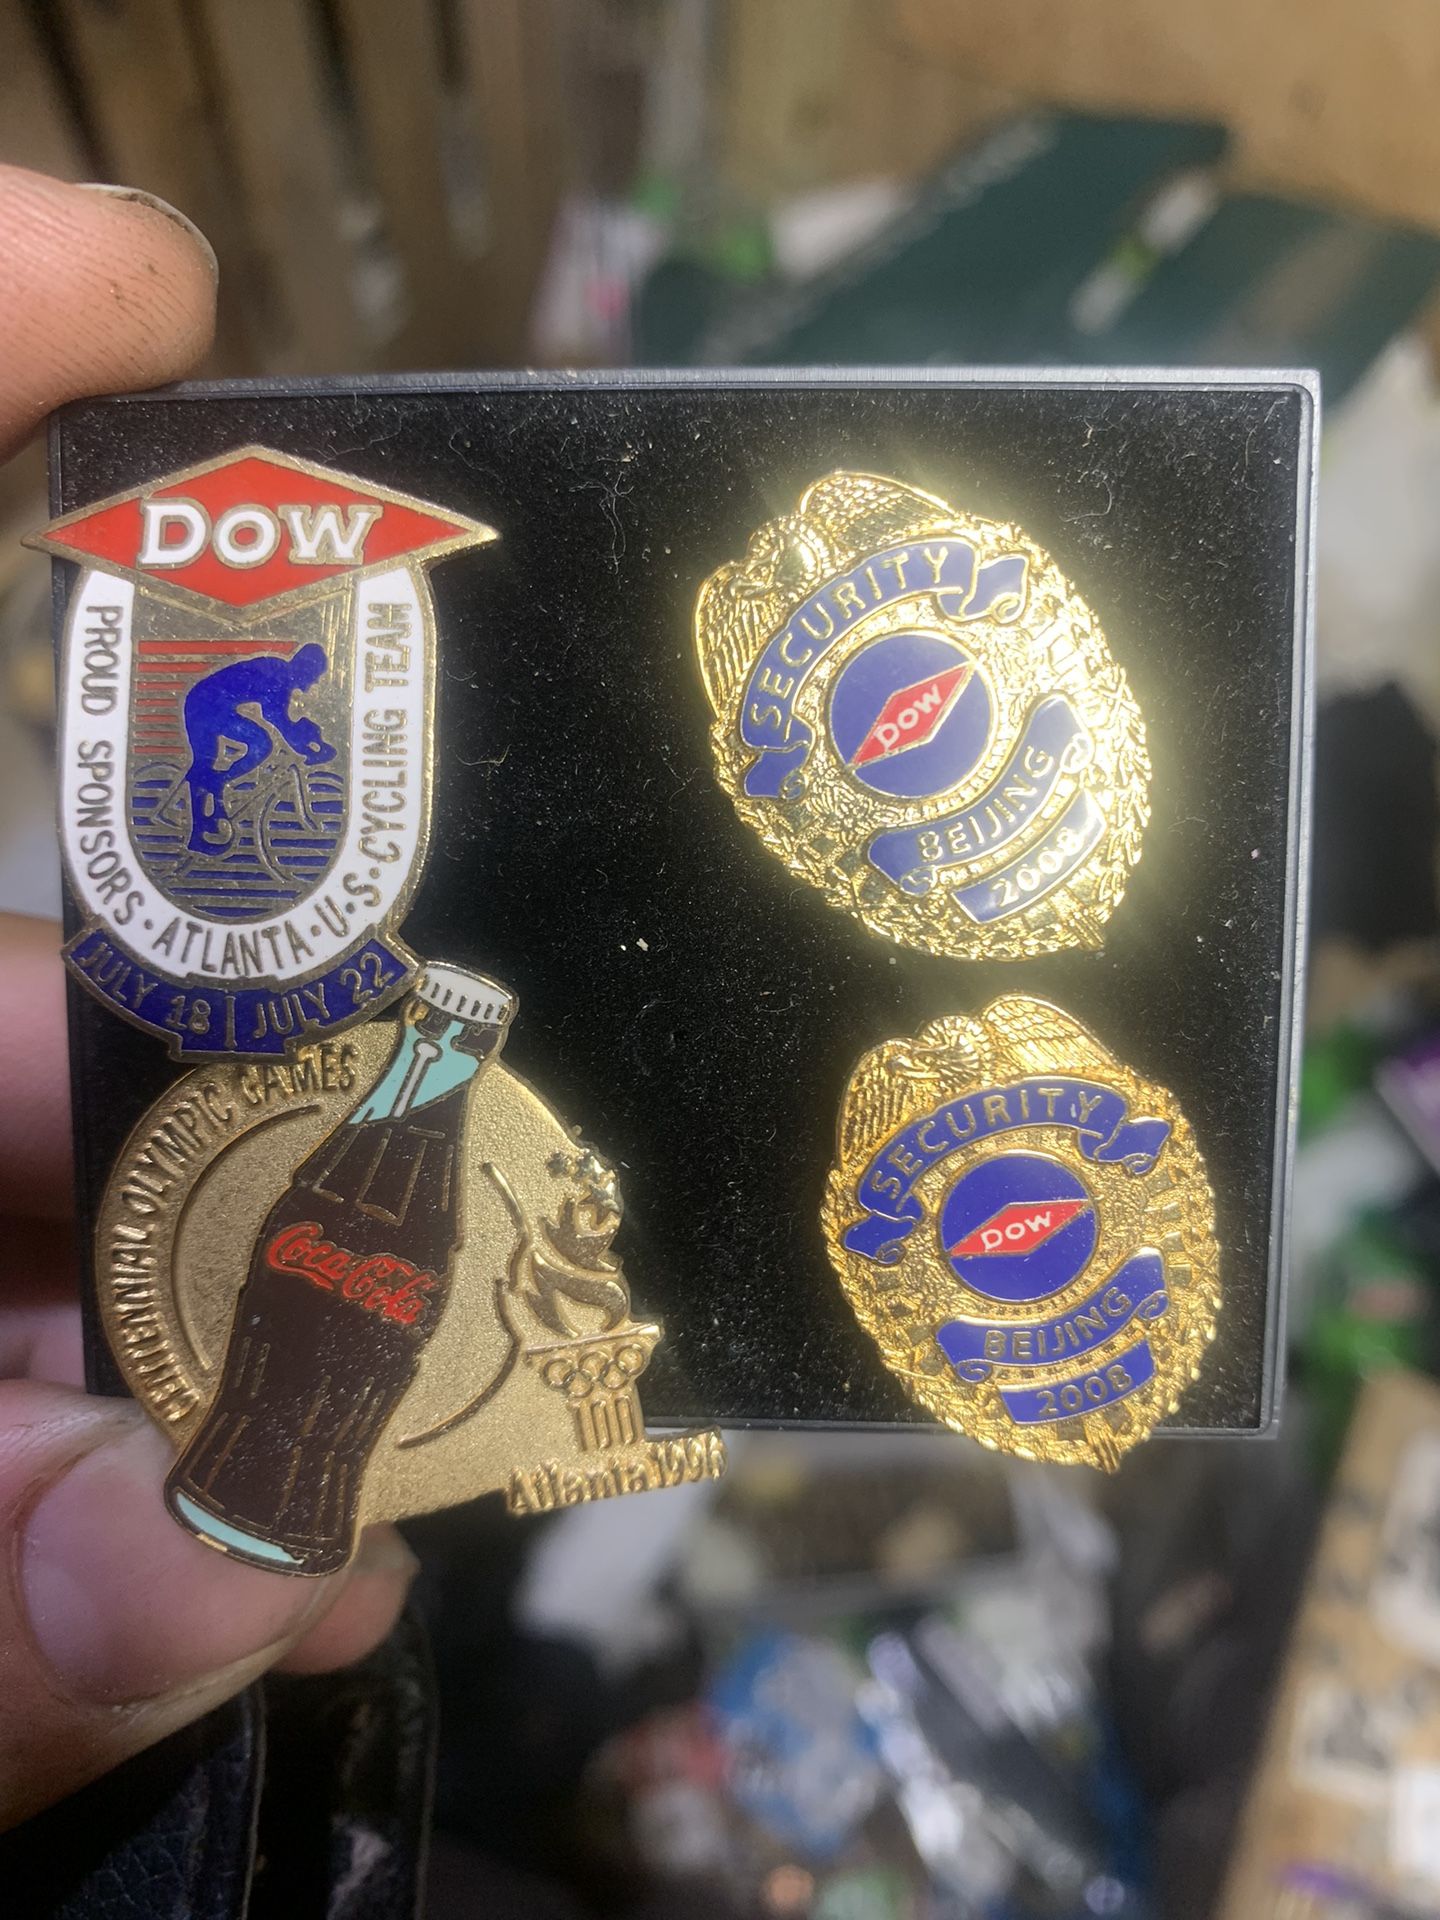 DOW
PROUD SPONSORS · ATLANTA · U·S·CYCLING TEAM
JULY 18 | JULY 22
CENTENNIAL OLYMPIC GAMES
Coca-Cola
100
Atlanta 1996
SECURITY
DOW
BEIJING
2008
SECURITY
DOW
BEIJING
2008